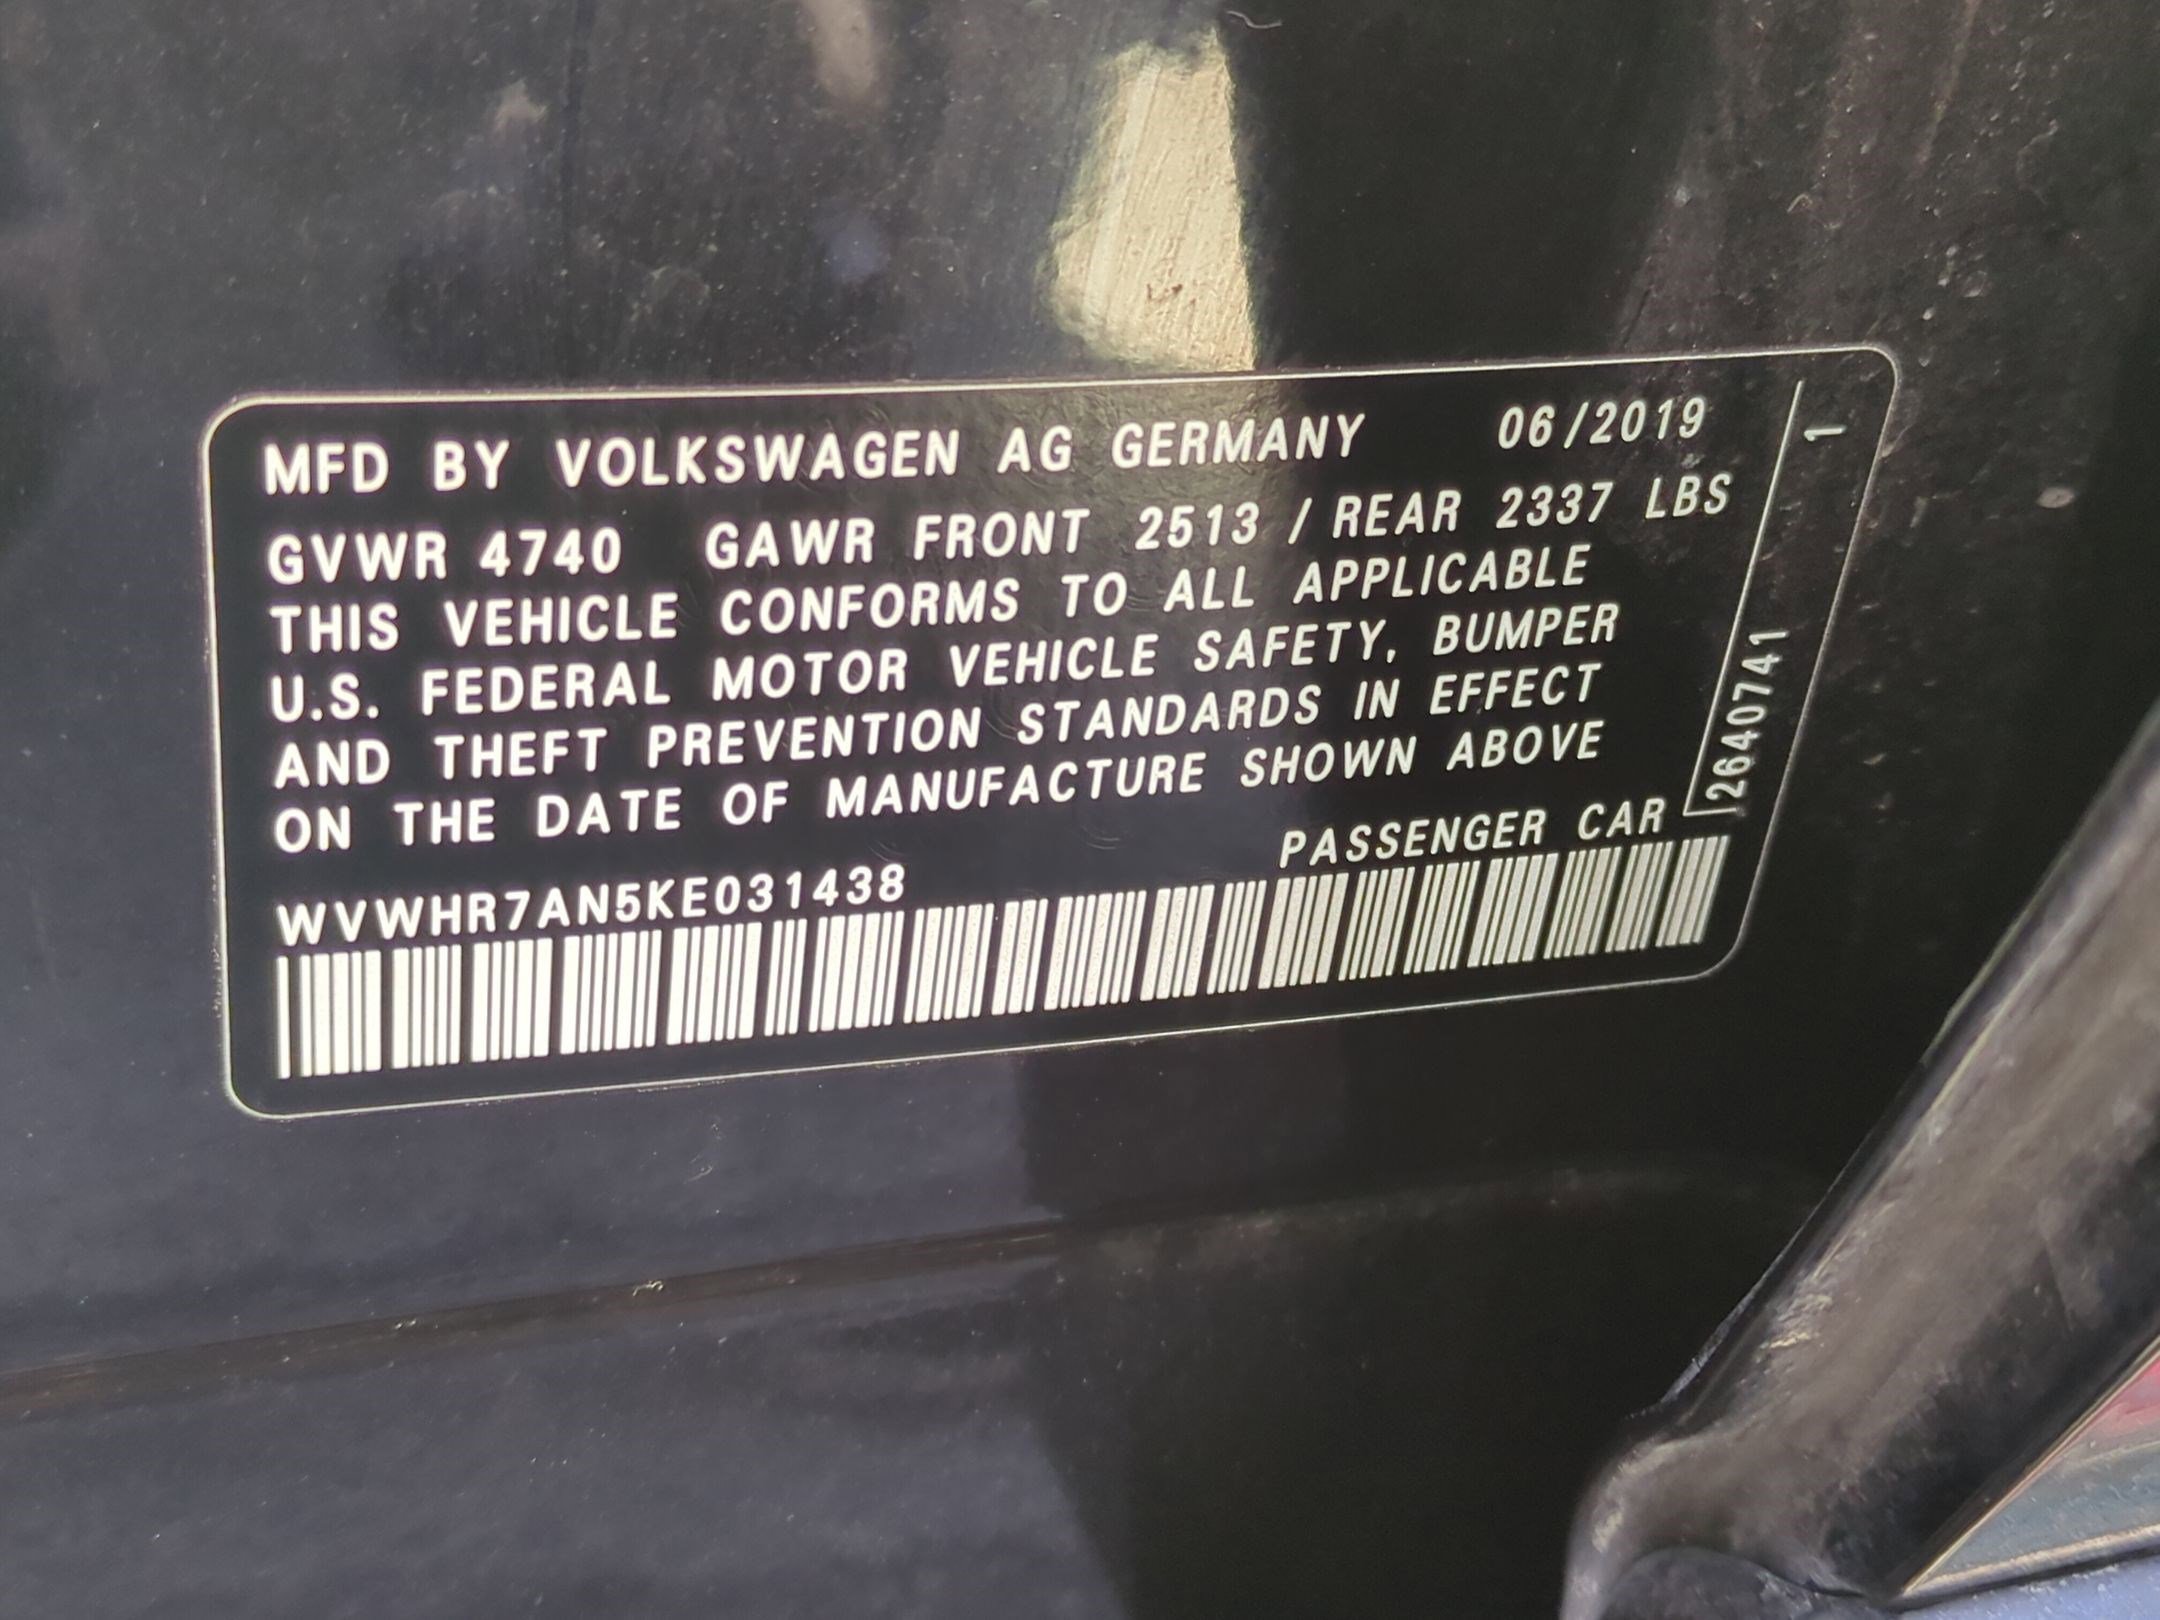 MFD BY VOLKSWAGEN AG GERMANY 06/2019
GVWR 4740 GAWR FRONT 2513 / REAR 2337 LBS
THIS VEHICLE CONFORMS TO ALL APPLICABLE
U.S. FEDERAL MOTOR VEHICLE SAFETY, BUMPER
AND THEFT PREVENTION STANDARDS IN EFFECT
ON THE DATE OF MANUFACTURE SHOWN ABOVE
WVWHR7AN5KE031438 PASSENGER CAR
2640741 1